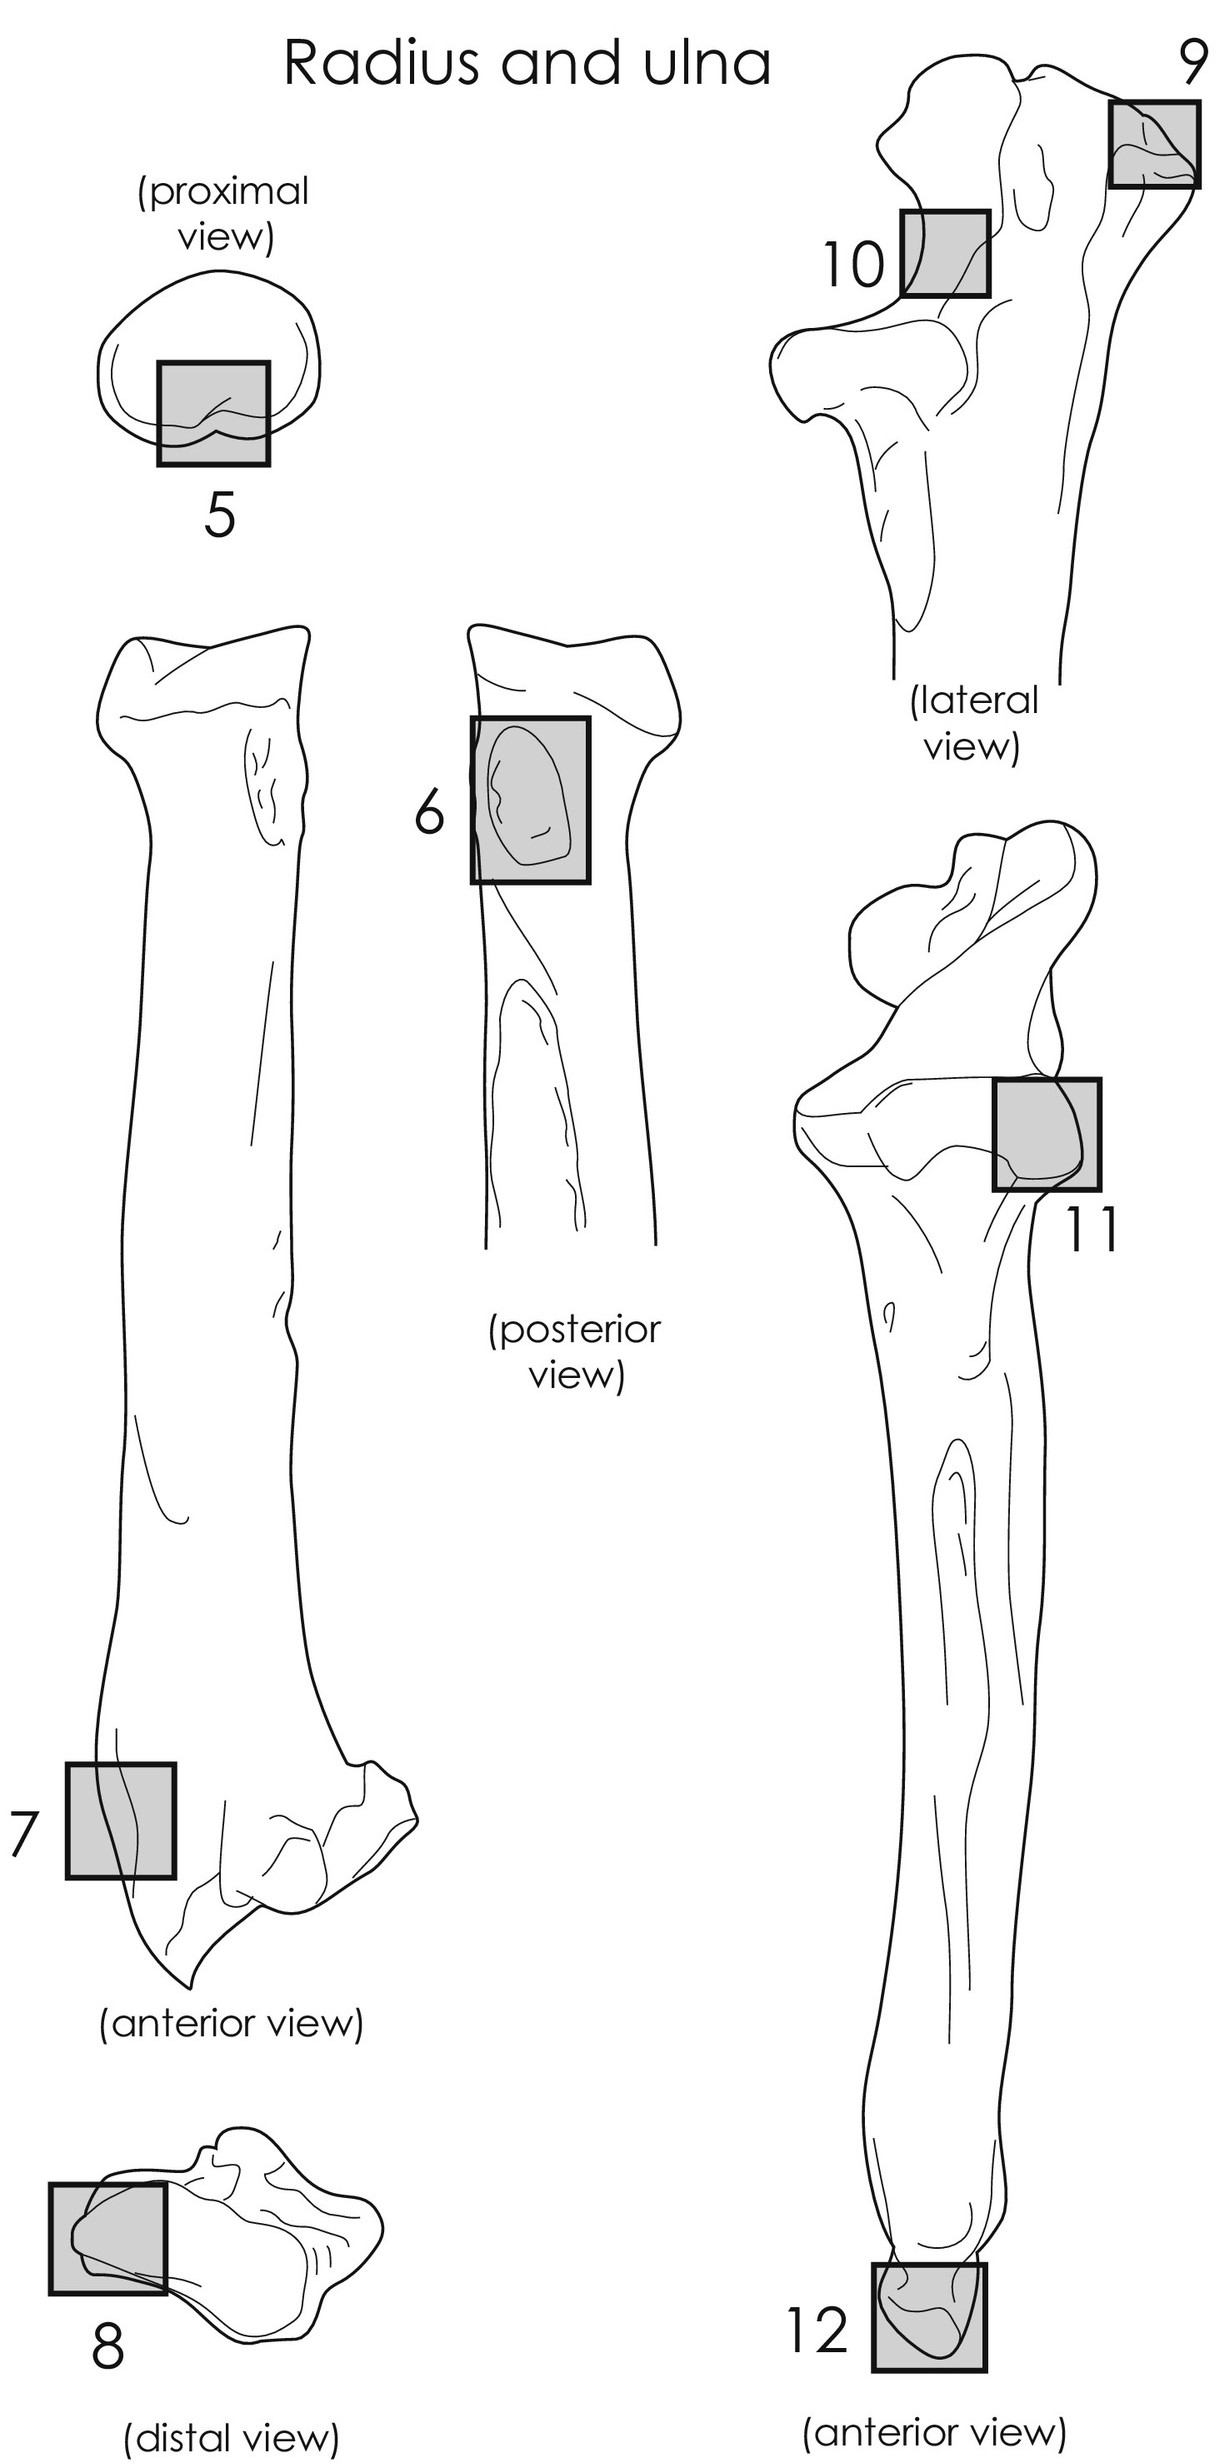 Radius and ulna
9
(proximal
view)
10
5
(lateral
view)
6
11
(posterior
view)
7
(anterior view)
12
8
(distal view)
(anterior view)